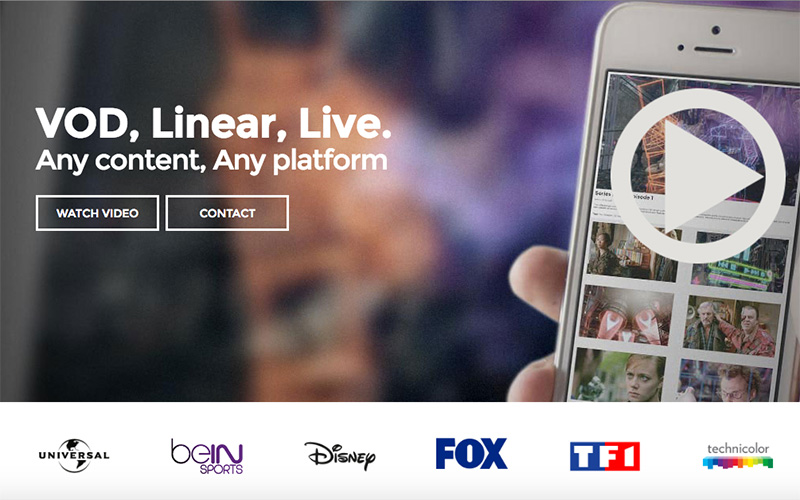 VOD, Linear, Live.
Any content, Any platform
WATCH VIDEO
CONTACT
UNIVERSAL
beIN
SPORTS
Disney
FOX
TF1
technicolor